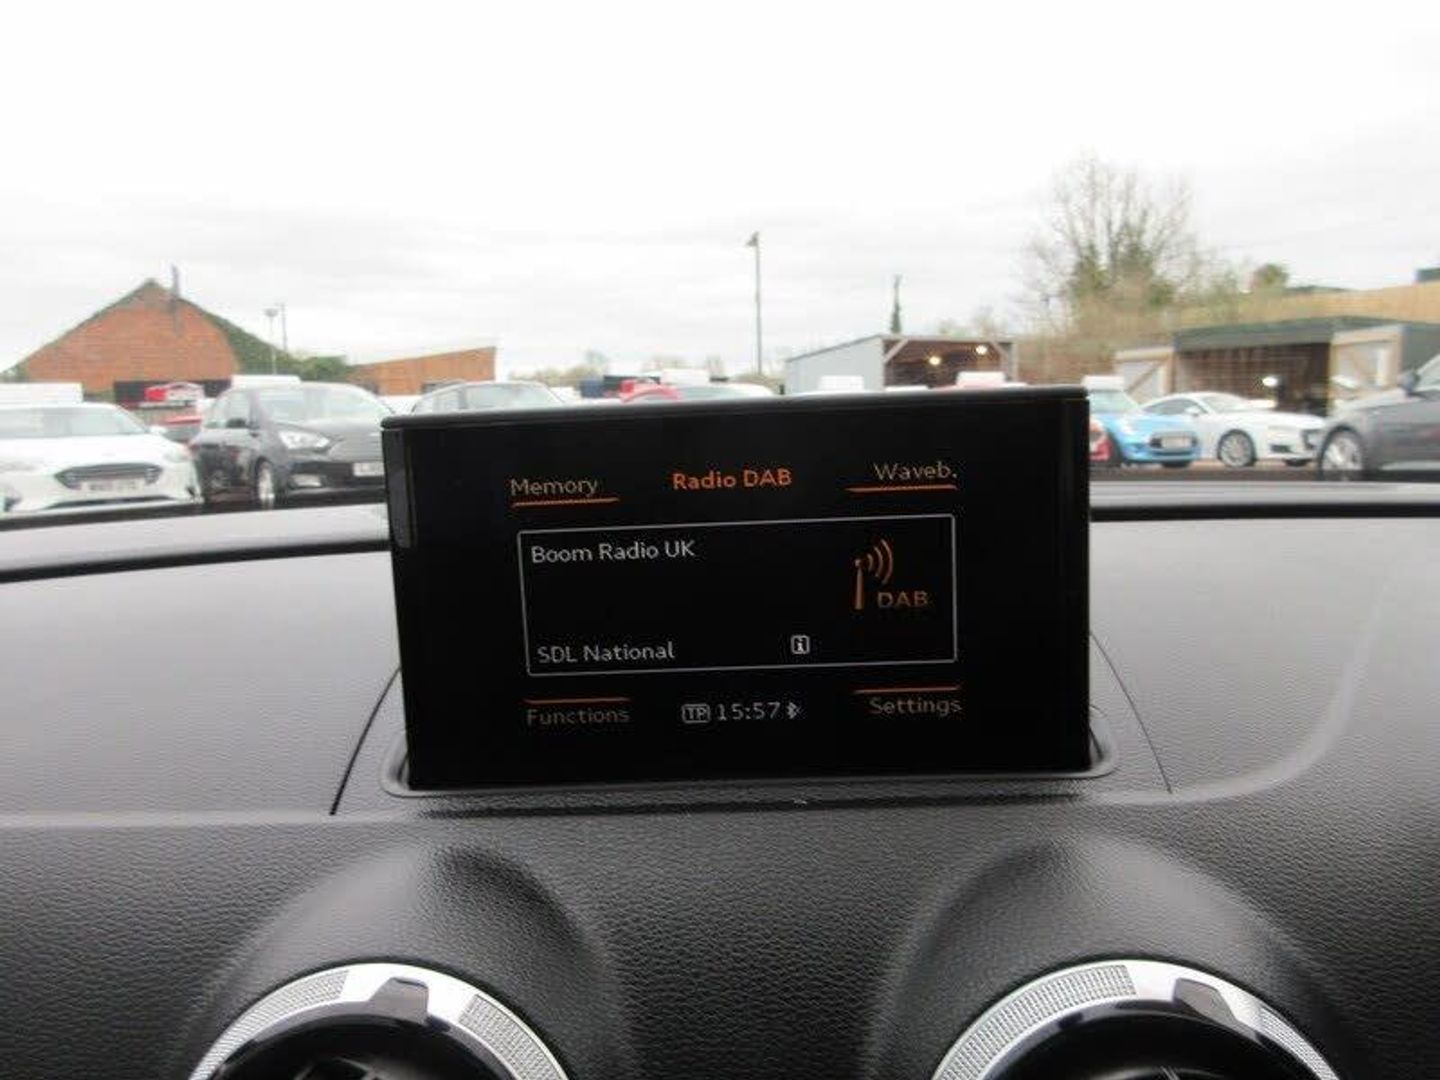 Memory Radio DAB Waveb.
Boom Radio UK
DAB
SDL National i
Functions TP 15:57 Settings